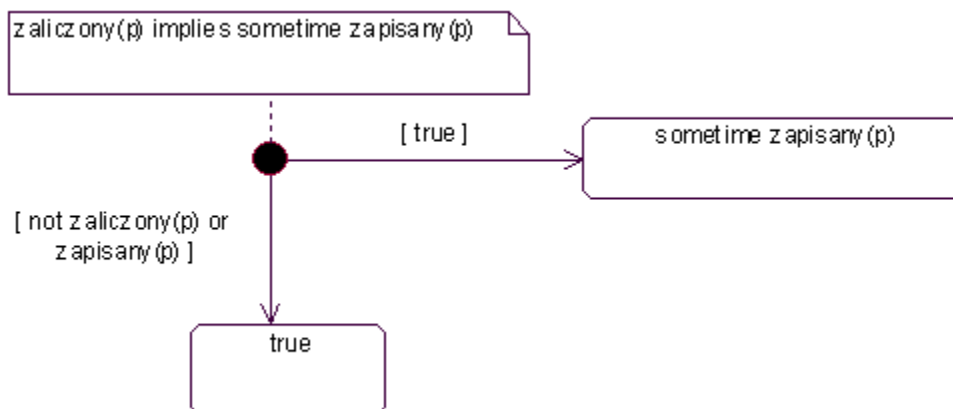 zaliczony(p) implies sometime zapisany(p)
[ true ]
sometime zapisany(p)
[ not zaliczony(p) or
zapisany(p) ]
true